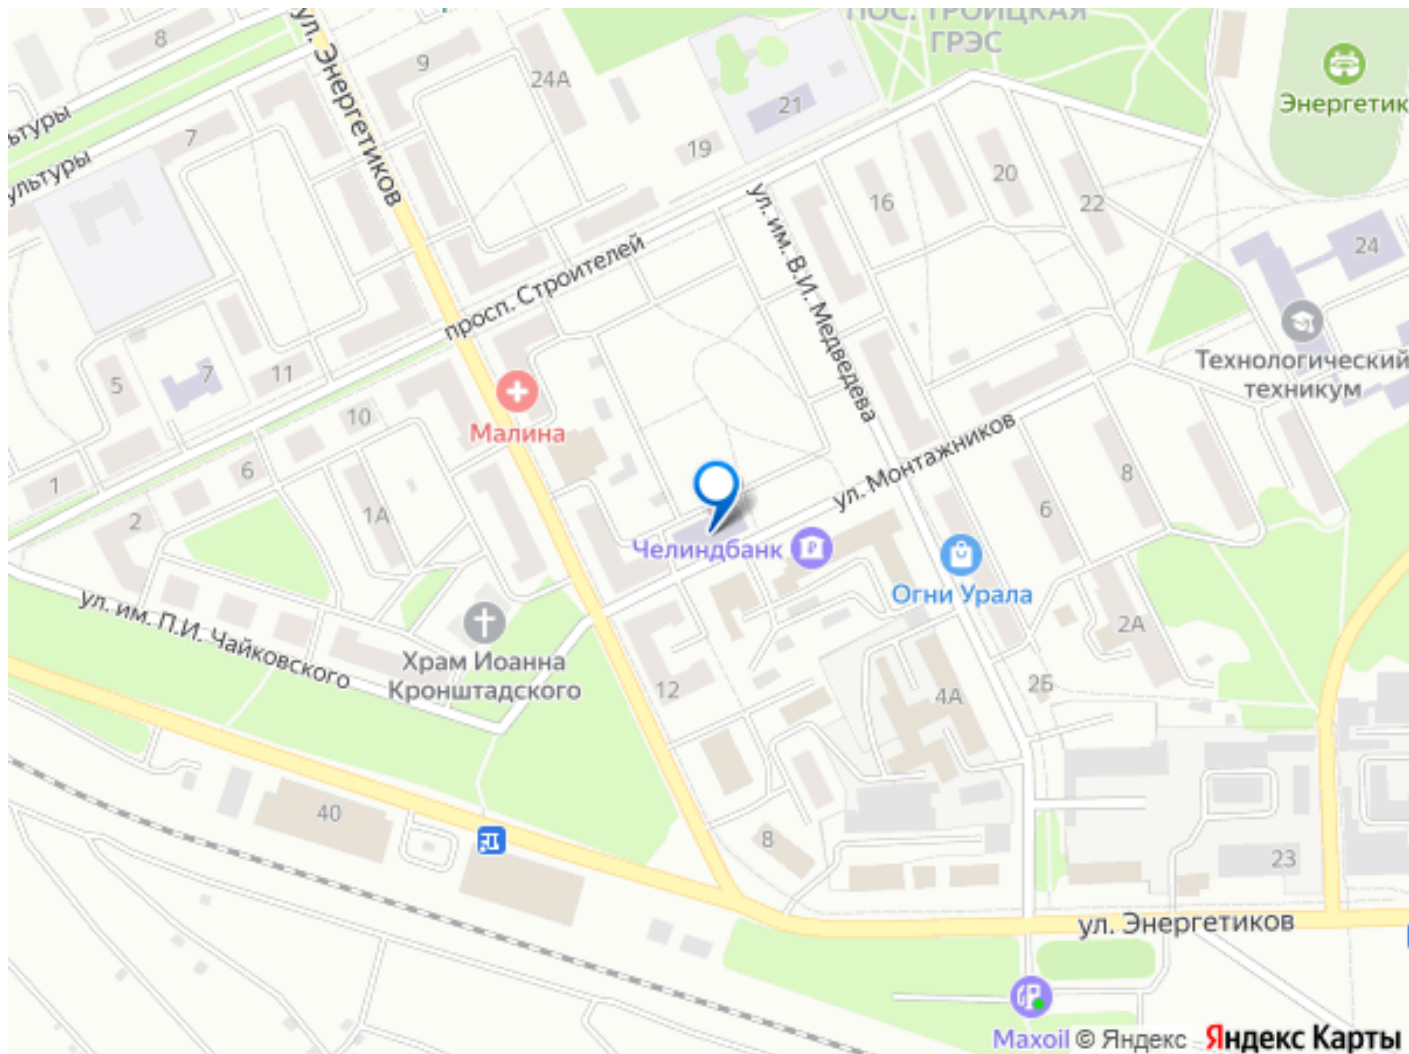 ПОС. ТРОИЦКАЯ
ГРЭС
8
ул. Энергетиков
9
24А
21
Энергетик
ьтуры
7
19
ультуры
16
20
22
ул. им. В.И. Медведева
24
просп. Строителей
Технологический
техникум
5
7
11
Малина
10
ул. Монтажников
6
1
8
2
1А
6
Челиндбанк
Огни Урала
ул. им. П.И. Чайковского
2А
Храм Иоанна
Кронштадского
12
4А
2Б
40
8
23
ул. Энергетиков
Maxoil © Яндекс Яндекс Карты